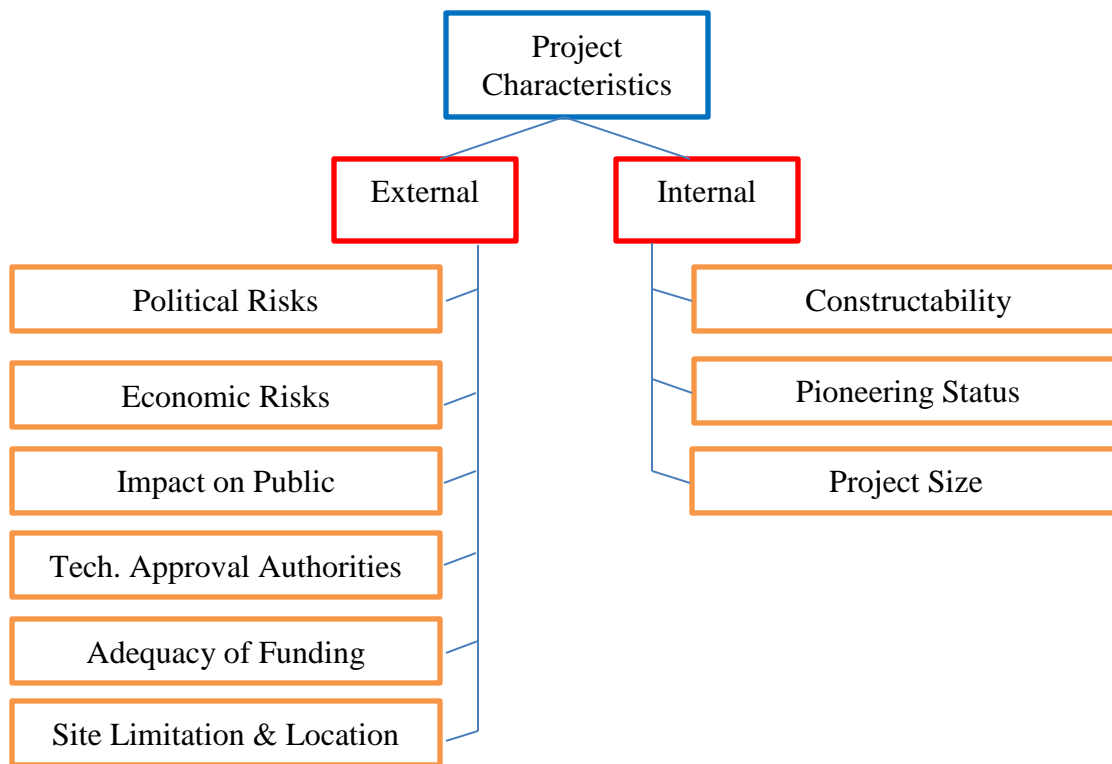 Project
Characteristics
External
Internal
Political Risks
Economic Risks
Impact on Public
Tech. Approval Authorities
Adequacy of Funding
Site Limitation & Location
Constructability
Pioneering Status
Project Size